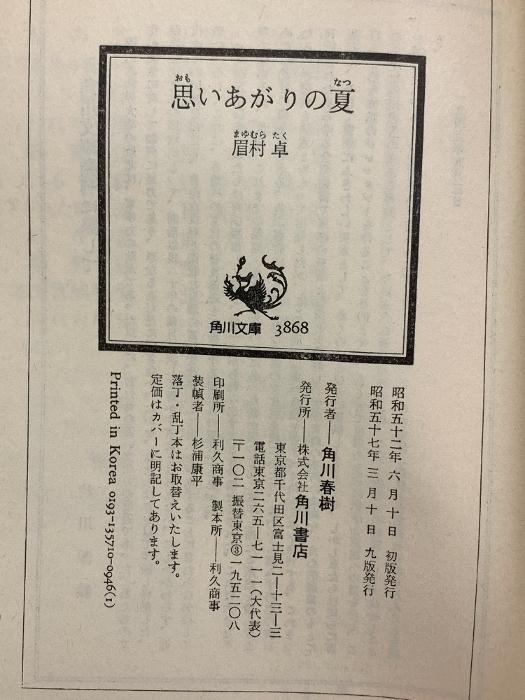 おも なつ
思いあがりの夏
まゆむら たく
眉村 卓
角川文庫 3868
昭和五十二年 六 月 十 日 初版発行
昭和五十七年 三 月 十 日 九版発行
発行者―角川春樹
発行所―株式会社角川書店
東京都千代田区富士見二―十三―三
電話東京二六五―七一一一(大代表)
〒一〇二 振替東京③一九五二〇八
印刷所―利久商事 製本所―利久商事
装幀者―杉浦康平
落丁・乱丁本はお取替えいたします。
定価はカバーに明記してあります。
Printed in Korea 0193-135710-0946(1)